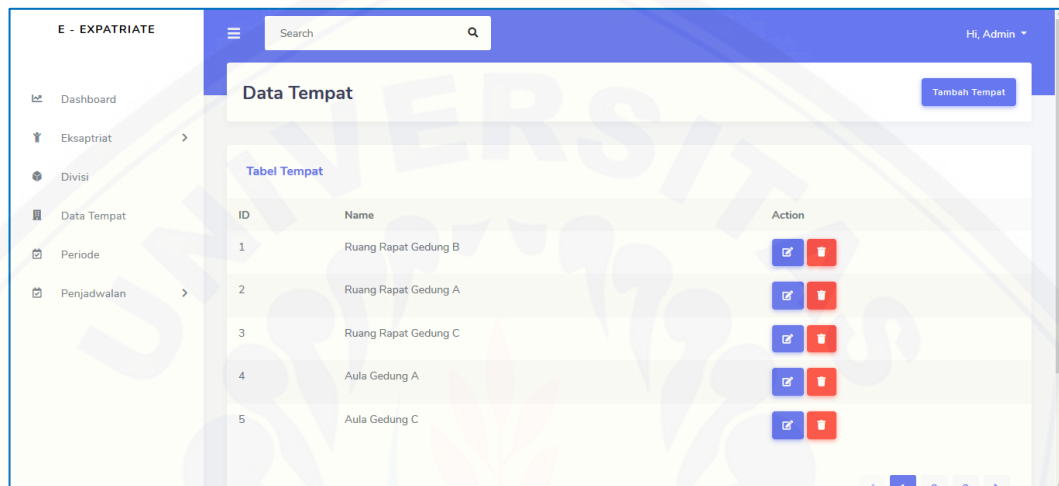 E - EXPATRIATE
Search
Hi, Admin
Dashboard
Eksaptriat
Divisi
Data Tempat
Periode
Penjadwalan
Data Tempat
Tambah Tempat
Tabel Tempat
ID Name Action
1 Ruang Rapat Gedung B
2 Ruang Rapat Gedung A
3 Ruang Rapat Gedung C
4 Aula Gedung A
5 Aula Gedung C
UNIVERSITAS